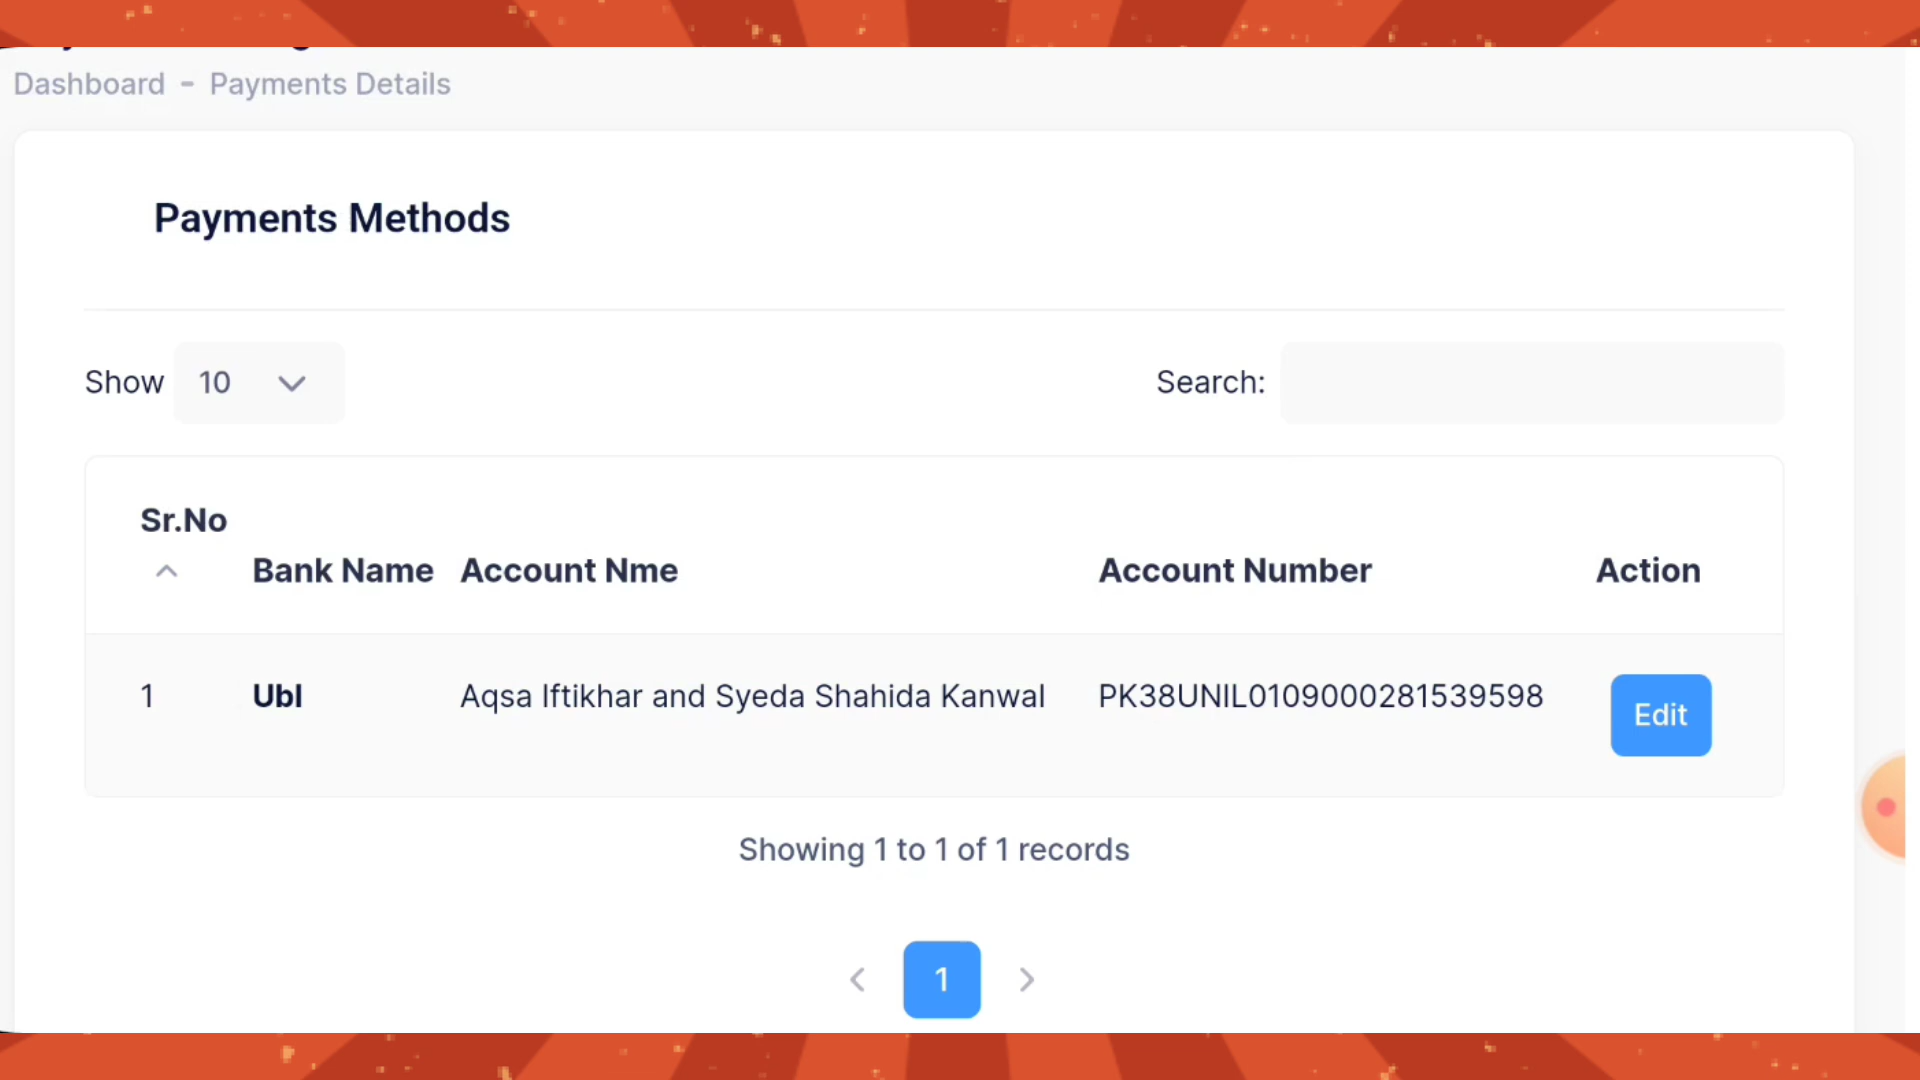 Dashboard - Payments Details
Payments Methods
Show 10
Search:
Sr.No
Bank Name Account Nme Account Number Action
1 Ubl Aqsa Iftikhar and Syeda Shahida Kanwal PK38UNIL0109000281539598 Edit
Showing 1 to 1 of 1 records
1